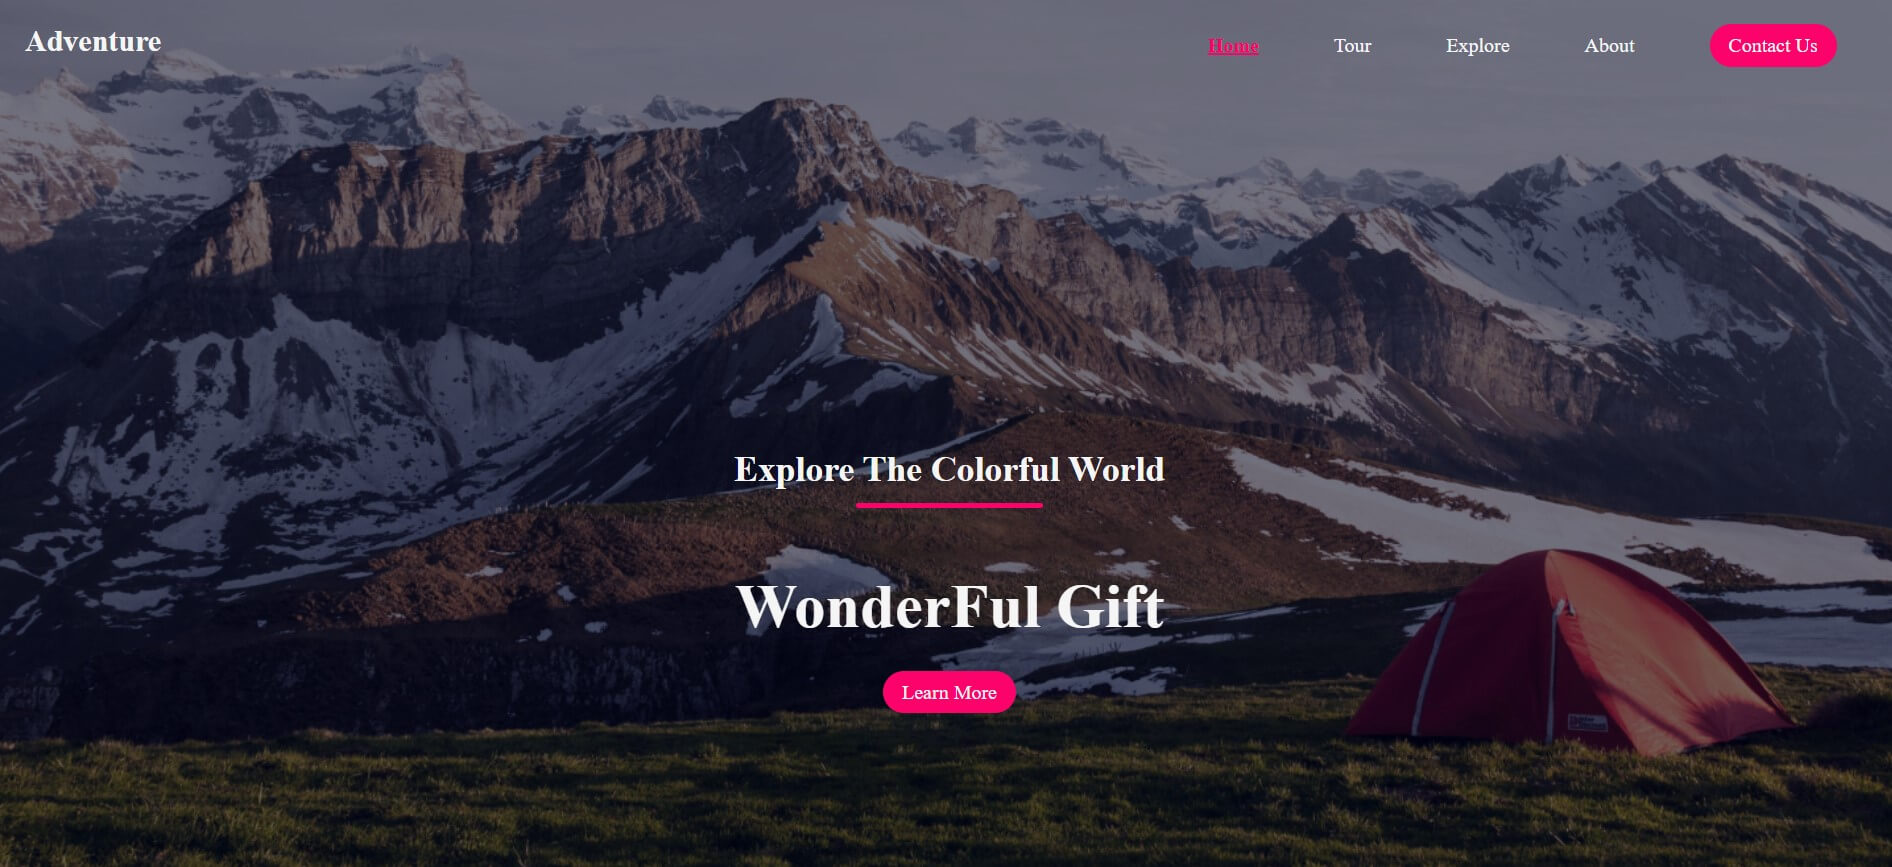 Adventure
Home
Tour
Explore
About
Contact Us
Explore The Colorful World
WonderFul Gift
Learn More